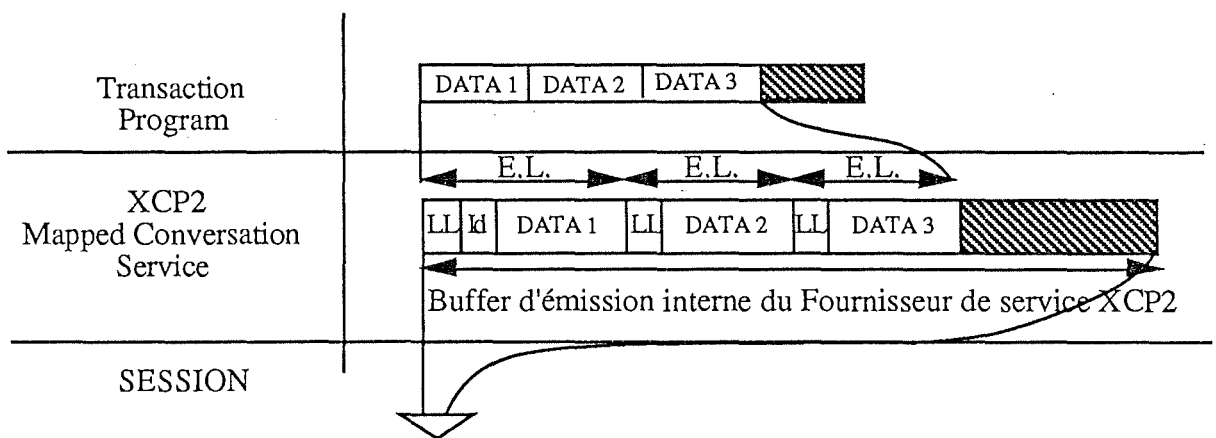 Transaction
Program
DATA 1 DATA 2 DATA 3
E.L. E.L. E.L.
XCP2
Mapped Conversation
Service
LL Id DATA 1 LL DATA 2 LL DATA 3
Buffer d'émission interne du Fournisseur de service XCP2
SESSION